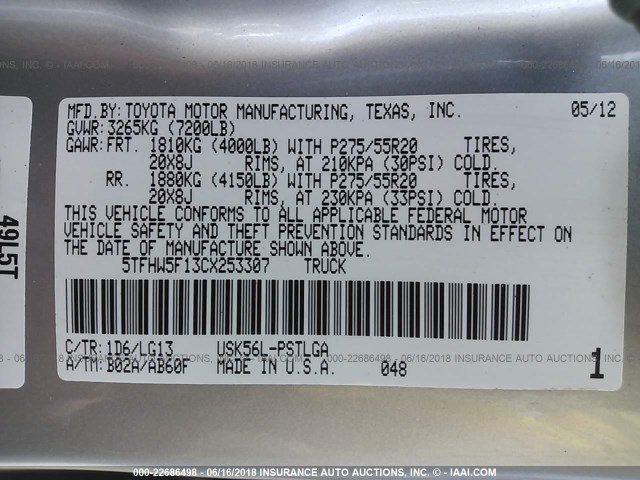 MFD.BY:TOYOTA MOTOR MANUFACTURING, TEXAS, INC. 05/12
GVWR:3265KG (7200LB)
GAWR:FRT. 1810KG (4000LB) WITH P275/55R20 TIRES,
20X8J RIMS, AT 210KPA (30PSI) COLD.
RR. 1880KG (4150LB) WITH P275/55R20 TIRES,
20X8J RIMS, AT 230KPA (33PSI) COLD.
THIS VEHICLE CONFORMS TO ALL APPLICABLE FEDERAL MOTOR
VEHICLE SAFETY AND THEFT PREVENTION STANDARDS IN EFFECT ON
THE DATE OF MANUFACTURE SHOWN ABOVE.
5TFHW5F13CX253307 TRUCK
C/TR:1D6/LG13 USK56L-PSTLGA
A/TM:B02A/AB60F MADE IN U.S.A. 048 1
49L5T
000-22686498 - 06/16/2018 INSURANCE AUTO AUCTIONS, INC. - © - IAAI.COM